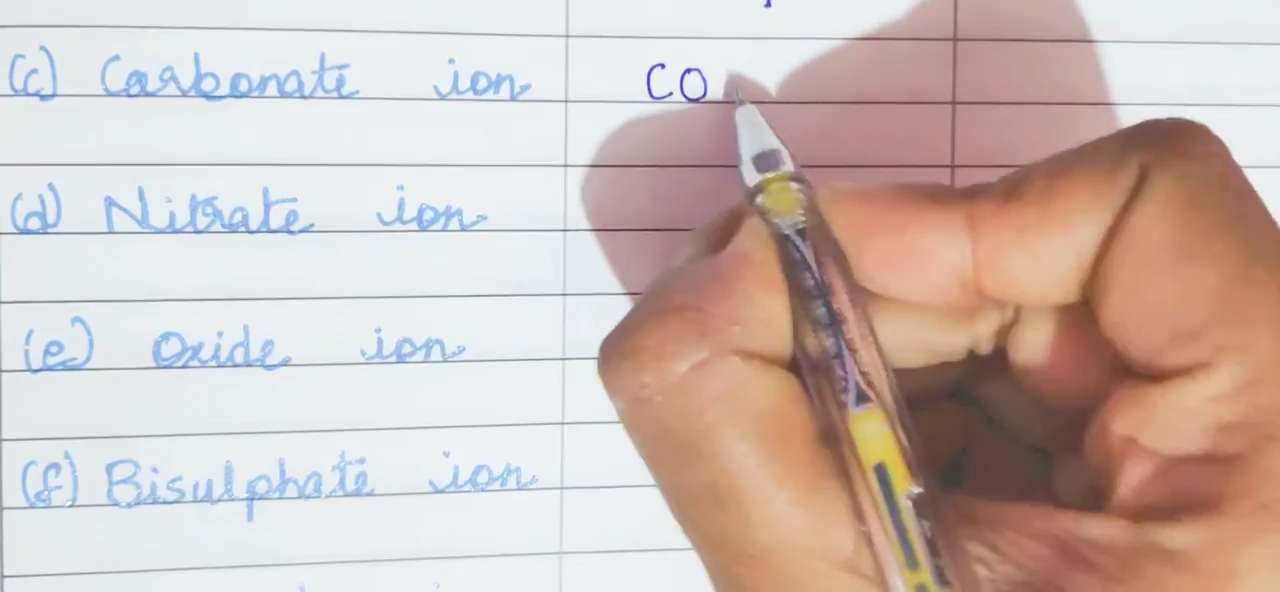 (c) Carbonate ion CO
(d) Nitrate ion
(e) Oxide ion
(f) Bisulphate ion